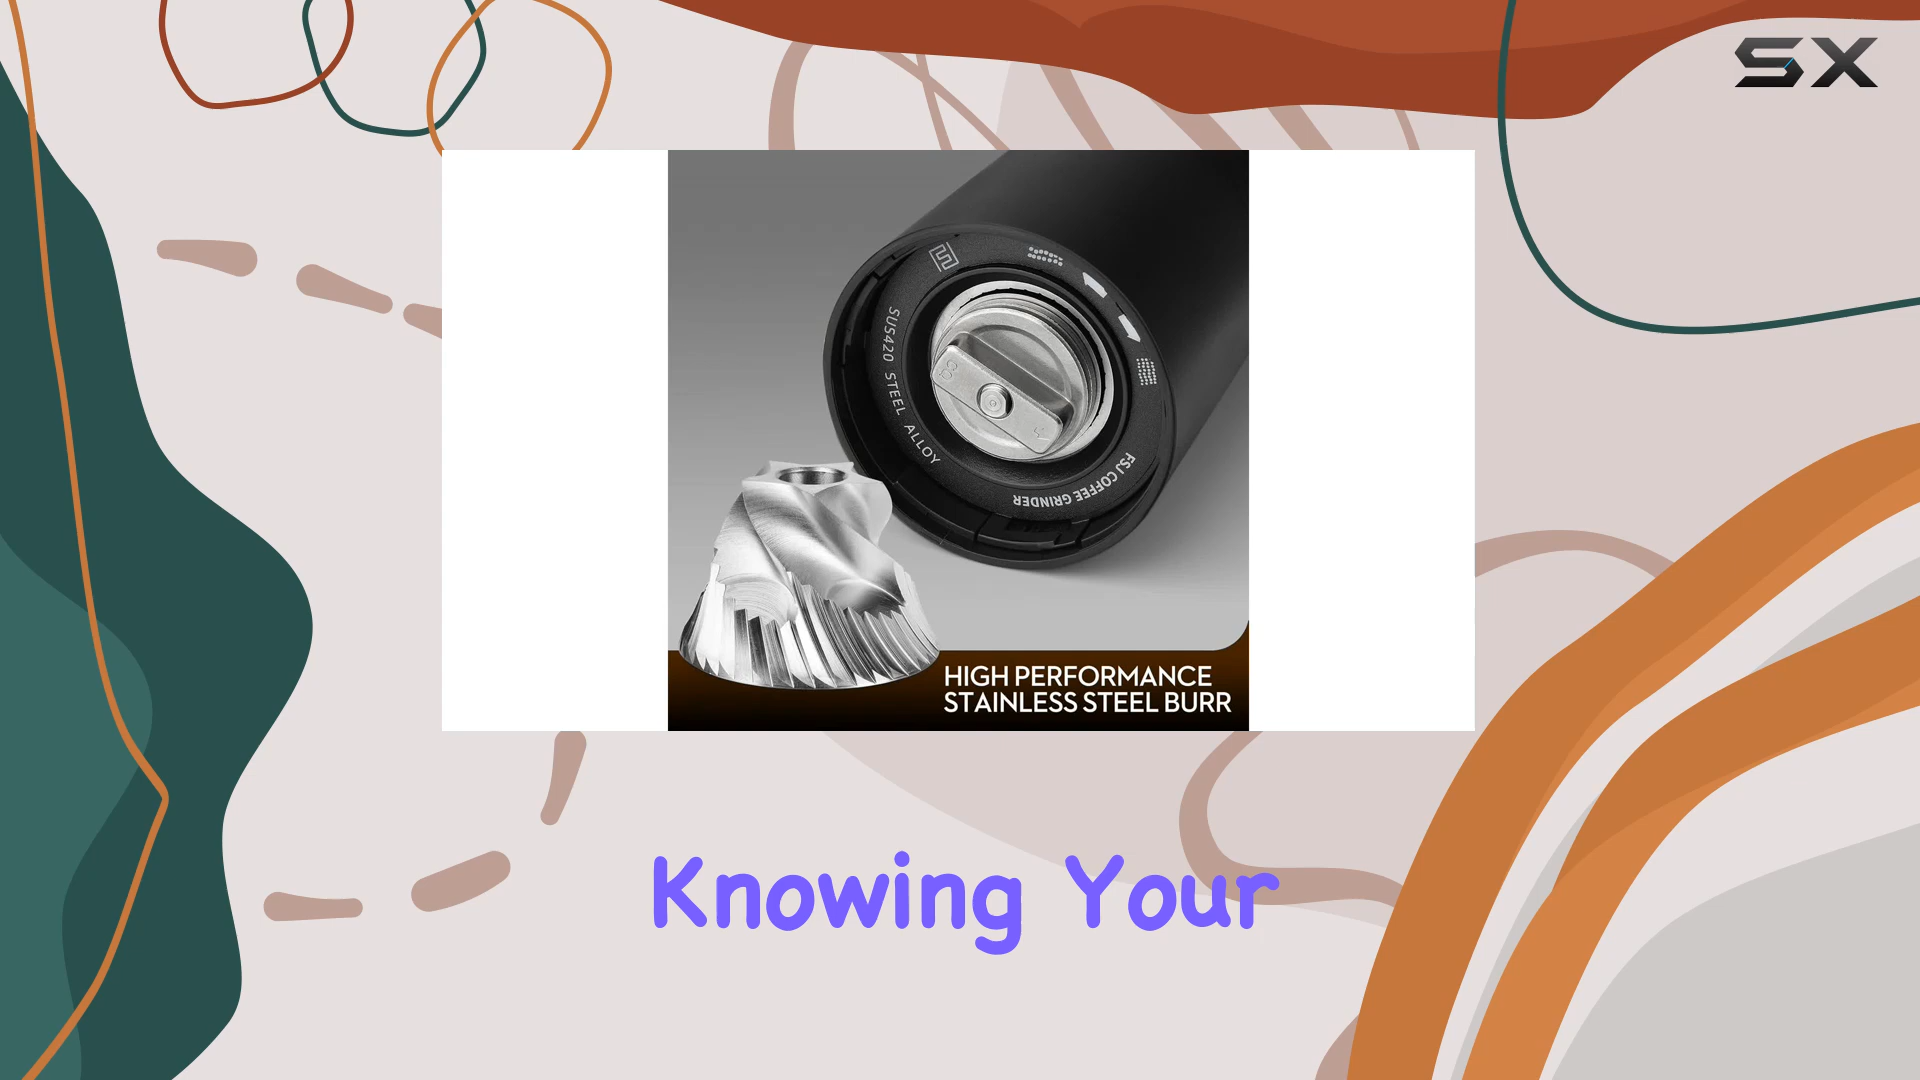 SX
SUS420 STEEL ALLOY
FSJ COFFEE GRINDER
HIGH PERFORMANCE
STAINLESS STEEL BURR
Knowing Your